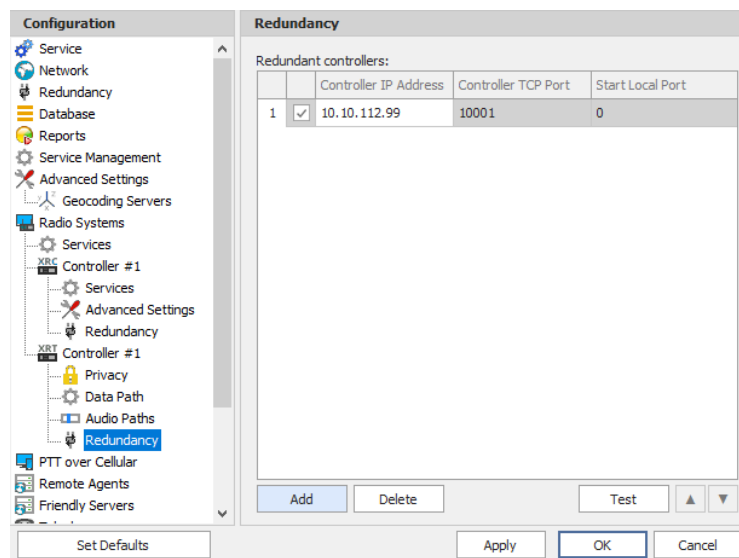 Configuration
Service
Network
Redundancy
Database
Reports
Service Management
Advanced Settings
Geocoding Servers
Radio Systems
Services
XRC Controller #1
Services
Advanced Settings
Redundancy
XRT Controller #1
Privacy
Data Path
Audio Paths
Redundancy
PTT over Cellular
Remote Agents
Friendly Servers
Set Defaults
Redundancy
Redundant controllers:
Controller IP Address Controller TCP Port Start Local Port
1 10.10.112.99 10001 0
Add Delete Test
Apply OK Cancel